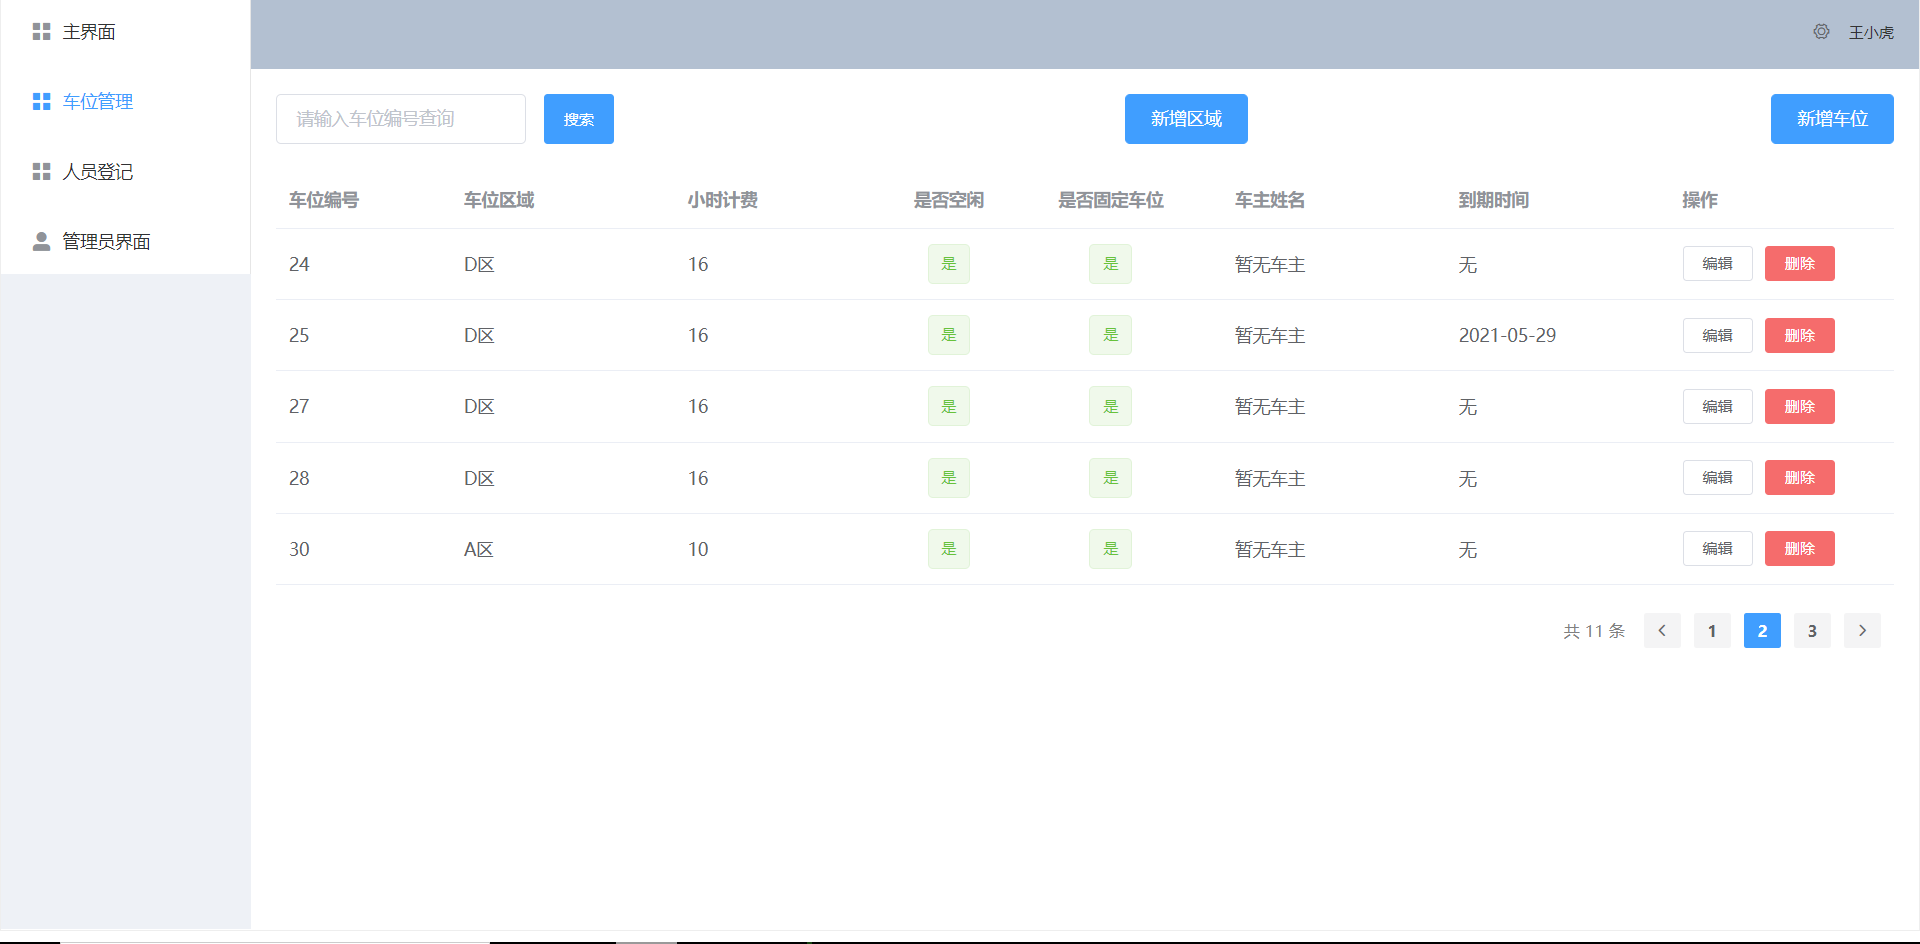 主界面
车位管理
人员登记
管理员界面
王小虎
请输入车位编号查询 搜索 新增区域 新增车位
车位编号 车位区域 小时计费 是否空闲 是否固定车位 车主姓名 到期时间 操作
24 D区 16 是 是 暂无车主 无 编辑 删除
25 D区 16 是 是 暂无车主 2021-05-29 编辑 删除
27 D区 16 是 是 暂无车主 无 编辑 删除
28 D区 16 是 是 暂无车主 无 编辑 删除
30 A区 10 是 是 暂无车主 无 编辑 删除
共 11 条 1 2 3